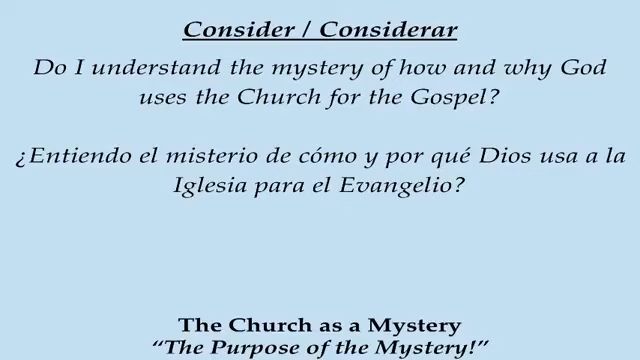 Consider / Considerar
Do I understand the mystery of how and why God
uses the Church for the Gospel?
¿Entiendo el misterio de cómo y por qué Dios usa a la
Iglesia para el Evangelio?
The Church as a Mystery
“The Purpose of the Mystery!”